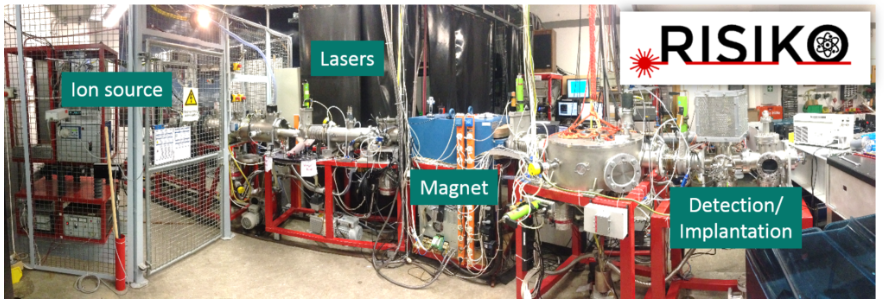 RISIKO
Lasers
Ion source
Magnet
Detection/
Implantation